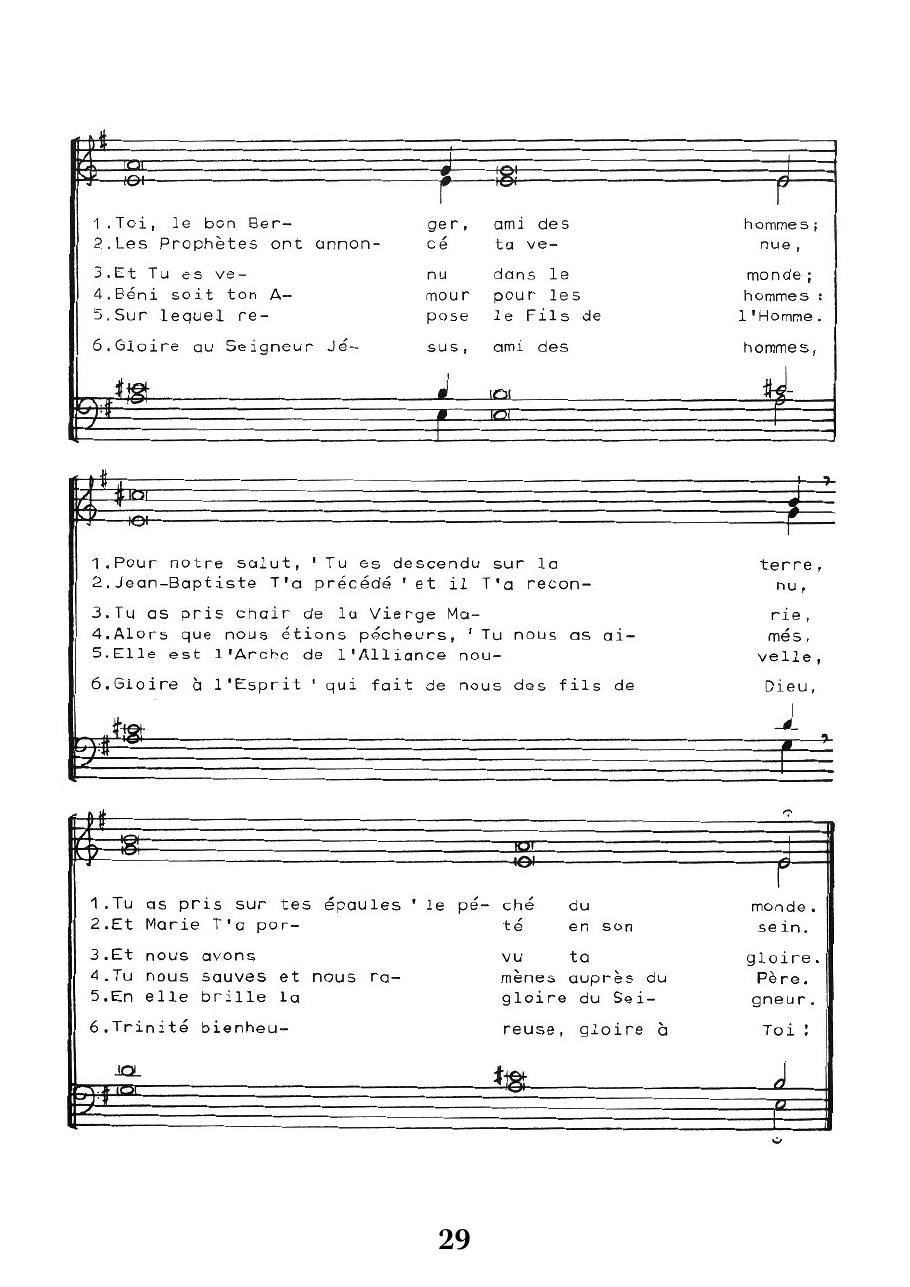 1.Toi, le bon Ber- ger, ami des hommes;
2.Les Prophètes ont annon- cé ta ve- nue,
3.Et Tu es ve- nu dans le monde;
4.Béni soit ton A- mour pour les hommes:
5.Sur lequel re- pose le Fils de l'Homme.
6.Gloire au Seigneur Jé- sus, ami des hommes,
1.Pour notre salut, ' Tu es descendu sur la terre,
2.Jean-Baptiste T'a précédé ' et il T'a recon- nu,
3.Tu as pris chair de la Vierge Ma- rie,
4.Alors que nous étions pécheurs, ' Tu nous as ai- més,
5.Elle est l'Arche de l'Alliance nou- velle,
6.Gloire à l'Esprit ' qui fait de nous des fils de Dieu,
1.Tu as pris sur tes épaules ' le pé- ché du monde.
2.Et Marie T'a por- té en son sein.
3.Et nous avons vu ta gloire.
4.Tu nous sauves et nous ra- mènes auprès du Père.
5.En elle brille la gloire du Sei- gneur.
6.Trinité bienheu- reuse, gloire à Toi!
29